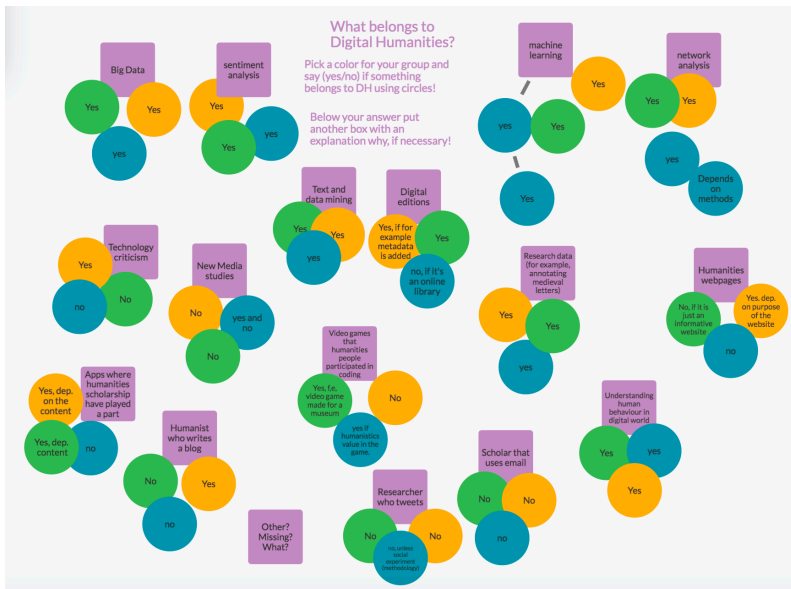 What belongs to
Digital Humanities?
Pick a color for your group and
say (yes/no) if something
belongs to DH using circles!
Below your answer put
another box with an
explanation why, if necessary!
Big Data
Yes
Yes
yes
sentiment
analysis
Yes
yes
Yes
machine
learning
Yes
yes
Yes
Yes
network
analysis
Yes
Yes
yes
Depends
on
methods
Text and
data mining
Yes
Yes
yes
Digital
editions
Yes, if for
example
metadata
is added
Yes
no, if it's
an online
library
Technology
criticism
Yes
no
No
New Media
studies
No
yes and
no
No
Research data
(for example,
annotating
medieval
letters)
Yes
Yes
yes
Humanities
webpages
No, if it is
just an
informative
website
Yes, dep.
on purpose
of the
website
no
Video games
that
humanities
people
participated in
coding
Yes, f.e,
video game
made for a
museum
No
yes if
humanistics
value in the
game.
Apps where
humanities
scholarship
have played
a part
Yes, dep.
on the
content
Yes, dep.
content
no
Humanist
who writes
a blog
No
Yes
no
Understanding
human
behaviour in
digital world
Yes
yes
Yes
Scholar that
uses email
No
No
no
Researcher
who tweets
No
No
no, unless
social
experiment
(methodology)
Other?
Missing?
What?